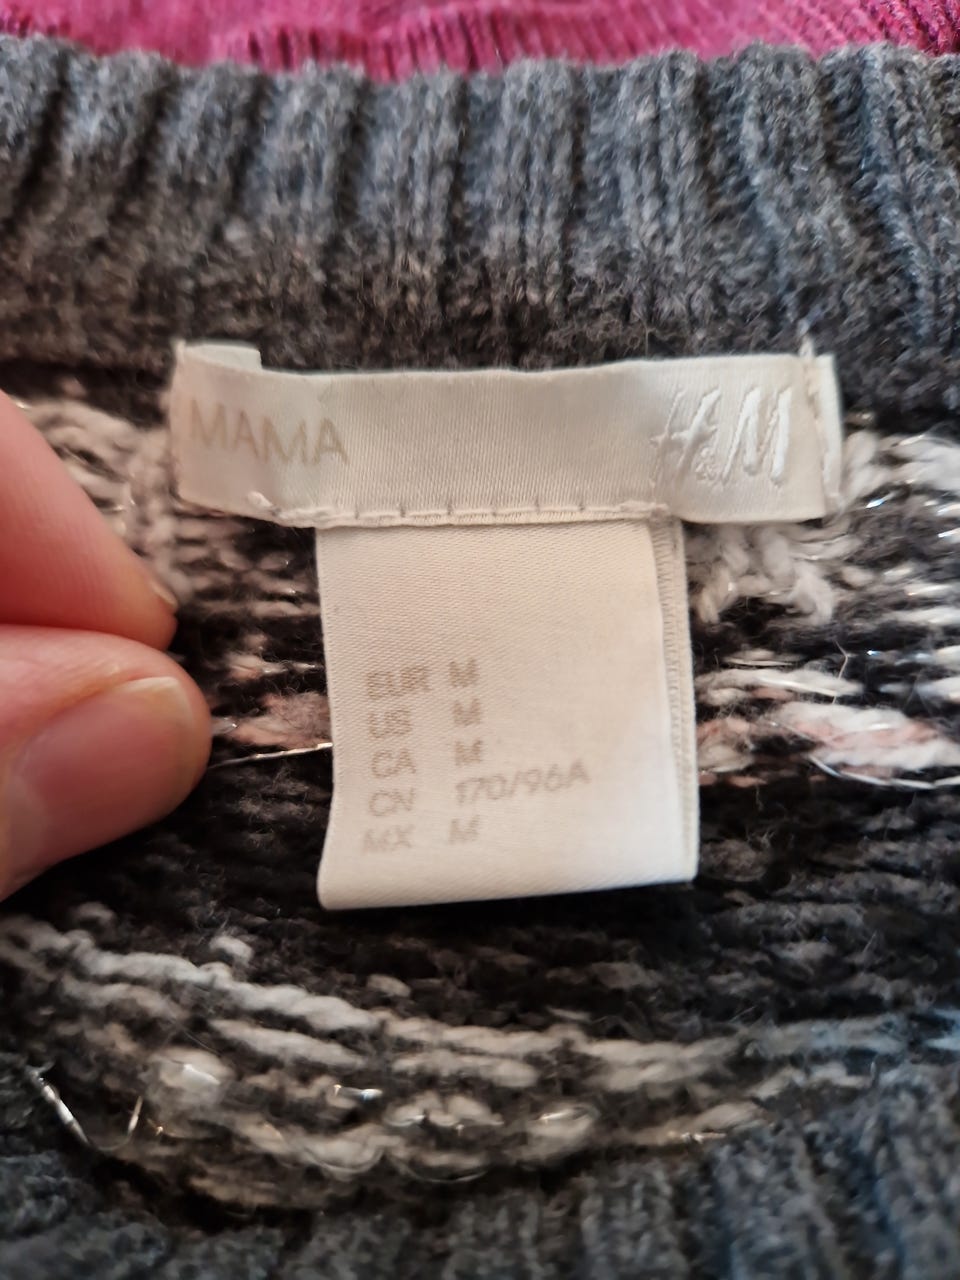 MAMA H&M
EUR M
US M
CA M
CN 170/96A
MX M